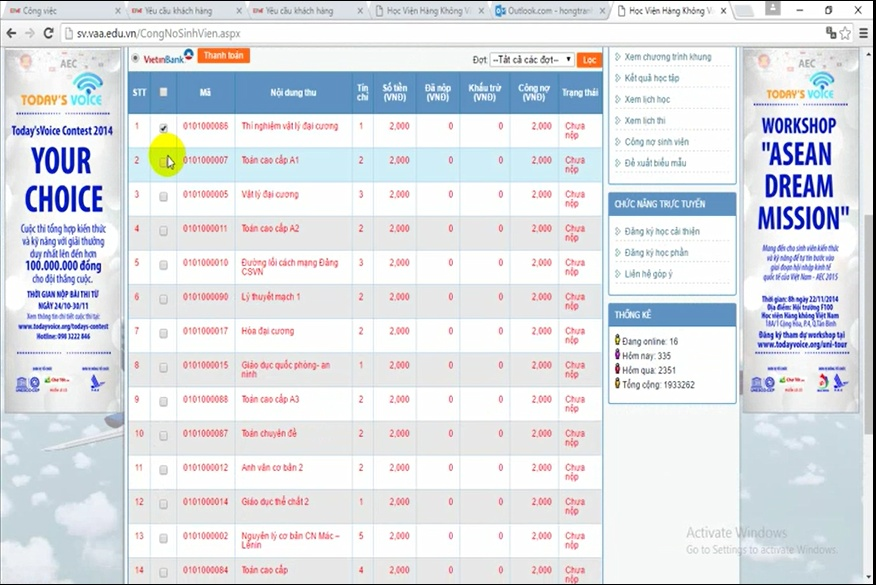 Công việc
Yêu cầu khách hàng
Yêu cầu khách hàng
Học Viện Hàng Không Vi
Outlook.com - hongtran
Học Viện Hàng Không V
sv.vaa.edu.vn/CongNoSinhVien.aspx
AEC
TODAY'S VOICE
Today'sVoice Contest 2014
YOUR
CHOICE
Cuộc thi tổng hợp kiến thức
và kỹ năng với giải thưởng
duy nhất lên đến hơn
100.000.000 đồng
cho đội thắng cuộc.
THỜI GIAN NỘP BÀI THI TỪ
NGÀY 24/10-30/11
Xem thông tin chi tiết cuộc thi tại:
www.todayvoice.org/todays-contest
Hotline: 098 3222 846
VietinBank
Thanh toán
Đợt: --Tất cả các đợt-- Lọc
STT Mã Nội dung thu Tín chỉ Số tiền (VNĐ) Đã nộp (VNĐ) Khấu trừ (VNĐ) Công nợ (VNĐ) Trạng thái
1 0101000086 Thí nghiệm vật lý đại cương 1 2,000 0 0 2,000 Chưa nộp
2 0101000007 Toán cao cấp A1 2 2,000 0 0 2,000 Chưa nộp
3 0101000005 Vật lý đại cương 3 2,000 0 0 2,000 Chưa nộp
4 0101000011 Toán cao cấp A2 2 2,000 0 0 2,000 Chưa nộp
5 0101000010 Đường lối cách mạng Đảng CSVN 3 2,000 0 0 2,000 Chưa nộp
6 0101000090 Lý thuyết mạch 1 2 2,000 0 0 2,000 Chưa nộp
7 0101000017 Hóa đại cương 2 2,000 0 0 2,000 Chưa nộp
8 0101000015 Giáo dục quốc phòng- an ninh 1 2,000 0 0 2,000 Chưa nộp
9 0101000088 Toán cao cấp A3 2 2,000 0 0 2,000 Chưa nộp
10 0101000087 Toán chuyên đề 2 2,000 0 0 2,000 Chưa nộp
11 0101000012 Anh văn cơ bản 2 2 2,000 0 0 2,000 Chưa nộp
12 0101000014 Giáo dục thể chất 2 1 2,000 0 0 2,000 Chưa nộp
13 0101000002 Nguyên lý cơ bản CN Mác – Lênin 5 2,000 0 0 2,000 Chưa nộp
14 0101000084 Toán cao cấp 4 2,000 0 0 2,000 Chưa
Xem chương trình khung
Kết quả học tập
Xem lịch học
Xem lịch thi
Công nợ sinh viên
Đề xuất biểu mẫu
CHỨC NĂNG TRỰC TUYẾN
Đăng ký học cải thiện
Đăng ký học phần
Liên hệ góp ý
THỐNG KÊ
Đang online: 16
Hôm nay: 335
Hôm qua: 2351
Tổng cộng: 1933262
AEC
TODAY'S VOICE
WORKSHOP
"ASEAN
DREAM
MISSION"
Mang đến cho sinh viên kiến thức
và kỹ năng để tự tin bước vào
giai đoạn hội nhập kinh tế
quốc tế của Việt Nam - AEC 2015
Thời gian: 8h ngày 22/11/2014
Địa điểm: Hội trường F100
Học viện Hàng không Việt Nam
18A/1 Cộng Hòa, P.4, Q.Tân Bình
Đăng ký tham dự workshop tại
www.todayvoice.org/uni-tour
Activate Windows
Go to Settings to activate Windows.